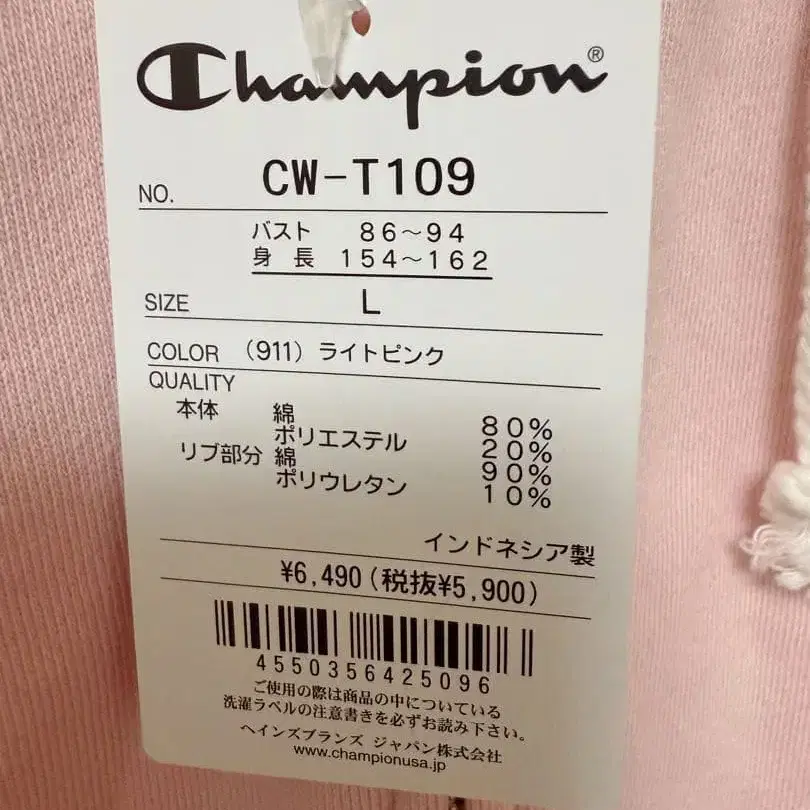 Champion®
NO. CW-T109
バスト 86～94
身長 154～162
SIZE L
COLOR (911) ライトピンク
QUALITY
本体 綿 80%
ポリエステル 20%
リブ部分 綿 90%
ポリウレタン 10%
インドネシア製
¥6,490(税抜¥5,900)
4550356425096
ご使用の際は商品の中についている
洗濯ラベルの注意書きを必ずお読み下さい。
ヘインズブランズ ジャパン株式会社
www.championusa.jp